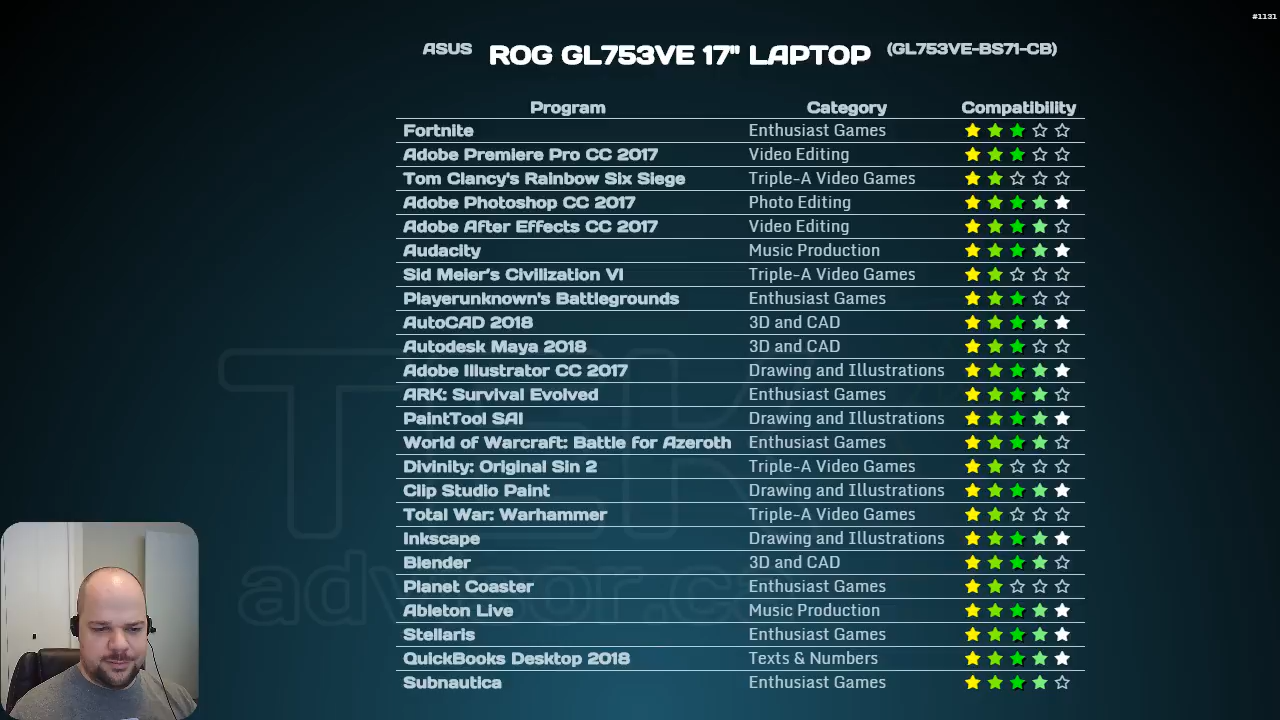 #1131
ASUS ROG GL753VE 17" LAPTOP (GL753VE-BS71-CB)
Program Category Compatibility
Fortnite Enthusiast Games
Adobe Premiere Pro CC 2017 Video Editing
Tom Clancy's Rainbow Six Siege Triple-A Video Games
Adobe Photoshop CC 2017 Photo Editing
Adobe After Effects CC 2017 Video Editing
Audacity Music Production
Sid Meier's Civilization VI Triple-A Video Games
Playerunknown's Battlegrounds Enthusiast Games
AutoCAD 2018 3D and CAD
Autodesk Maya 2018 3D and CAD
Adobe Illustrator CC 2017 Drawing and Illustrations
ARK: Survival Evolved Enthusiast Games
PaintTool SAI Drawing and Illustrations
World of Warcraft: Battle for Azeroth Enthusiast Games
Divinity: Original Sin 2 Triple-A Video Games
Clip Studio Paint Drawing and Illustrations
Total War: Warhammer Triple-A Video Games
Inkscape Drawing and Illustrations
Blender 3D and CAD
Planet Coaster Enthusiast Games
Ableton Live Music Production
Stellaris Enthusiast Games
QuickBooks Desktop 2018 Texts & Numbers
Subnautica Enthusiast Games